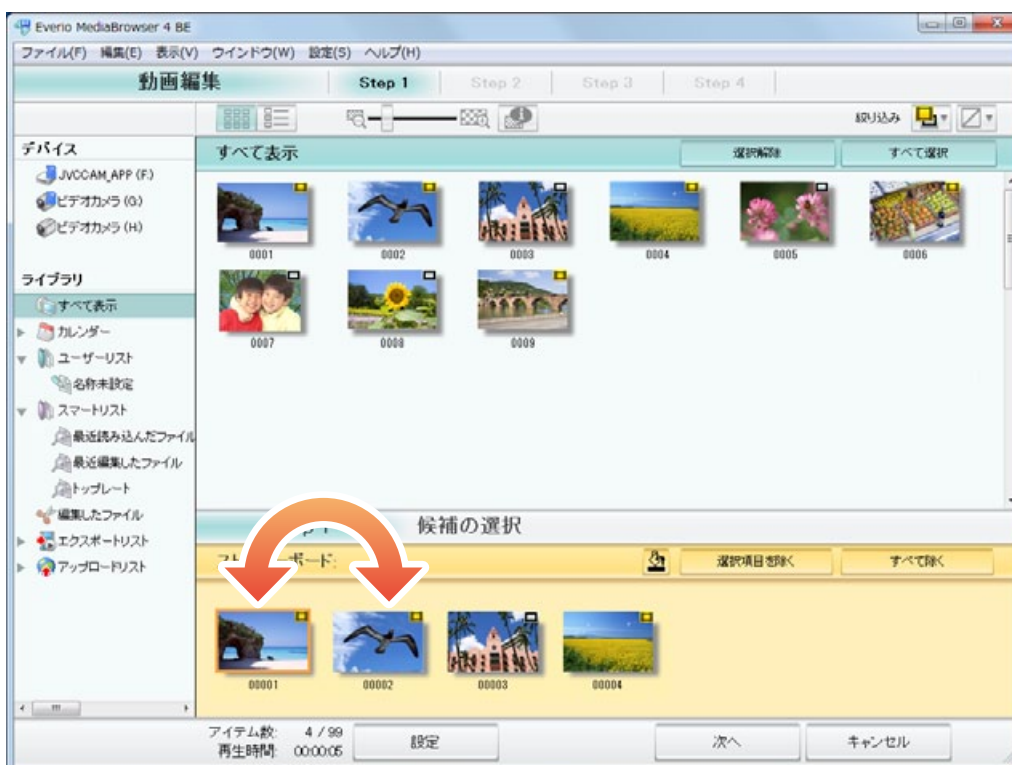 Everio MediaBrowser 4 BE
ファイル(F) 編集(E) 表示(V) ウインドウ(W) 設定(S) ヘルプ(H)
動画編集 Step 1 Step 2 Step 3 Step 4
絞り込み
デバイス
すべて表示 選択解除 すべて選択
JVCCAM_APP (F:)
ビデオカメラ (G:)
ビデオカメラ (H:)
0001 0002 0003 0004 0005 0006
ライブラリ
すべて表示
カレンダー
0007 0008 0009
ユーザーリスト
名称未設定
スマートリスト
最近読み込んだファイル
最近編集したファイル
トップレート
編集したファイル
候補の選択
エクスポートリスト
アップロードリスト
選択項目を除く すべて除く
00001 00002 00003 00004
アイテム数: 4 / 99
再生時間: 00:00:05
設定 次へ キャンセル